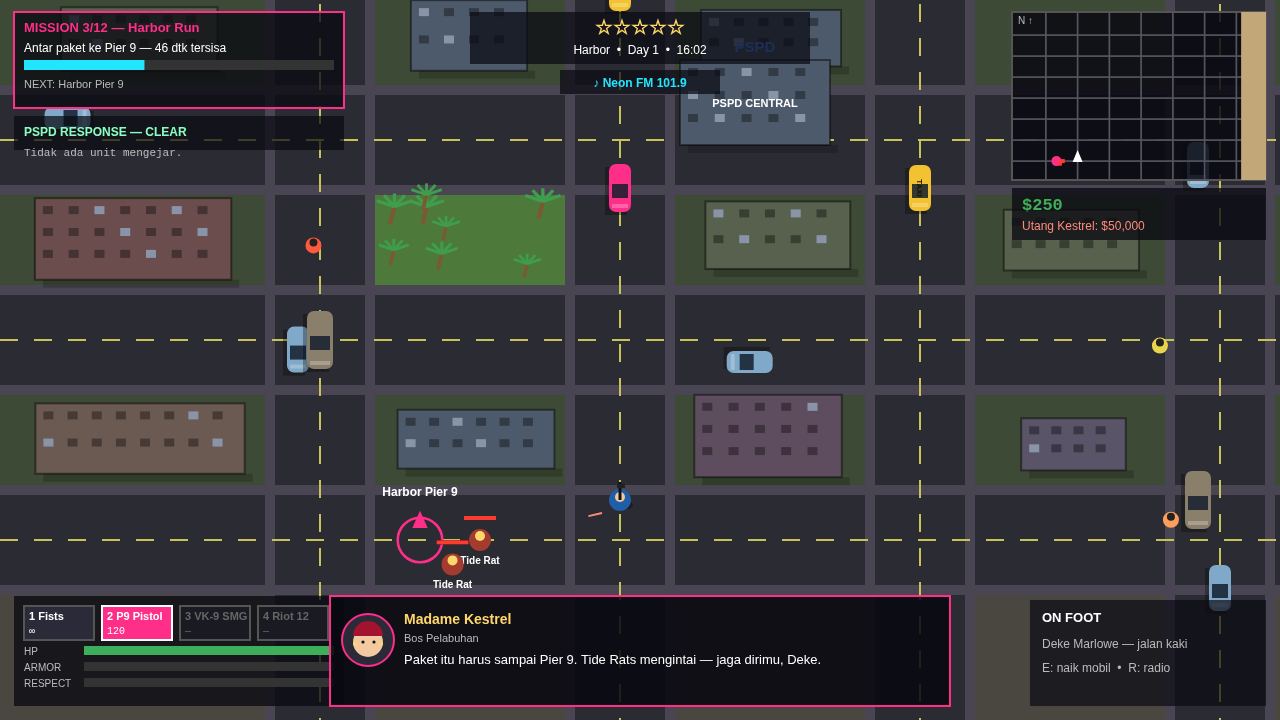 MISSION 3/12 — Harbor Run
Antar paket ke Pier 9 — 46 dtk tersisa
NEXT: Harbor Pier 9
PSPD RESPONSE — CLEAR
Tidak ada unit mengejar.
☆☆☆☆☆
Harbor • Day 1 • 16:02
PSPD
♪ Neon FM 101.9
PSPD CENTRAL
N ↑
$250
Utang Kestrel: $50,000
TAXI
Harbor Pier 9
Tide Rat
Tide Rat
1 Fists
∞
2 P9 Pistol
120
3 VK-9 SMG
—
4 Riot 12
—
HP
ARMOR
RESPECT
Madame Kestrel
Bos Pelabuhan
Paket itu harus sampai Pier 9. Tide Rats mengintai — jaga dirimu, Deke.
ON FOOT
Deke Marlowe — jalan kaki
E: naik mobil • R: radio